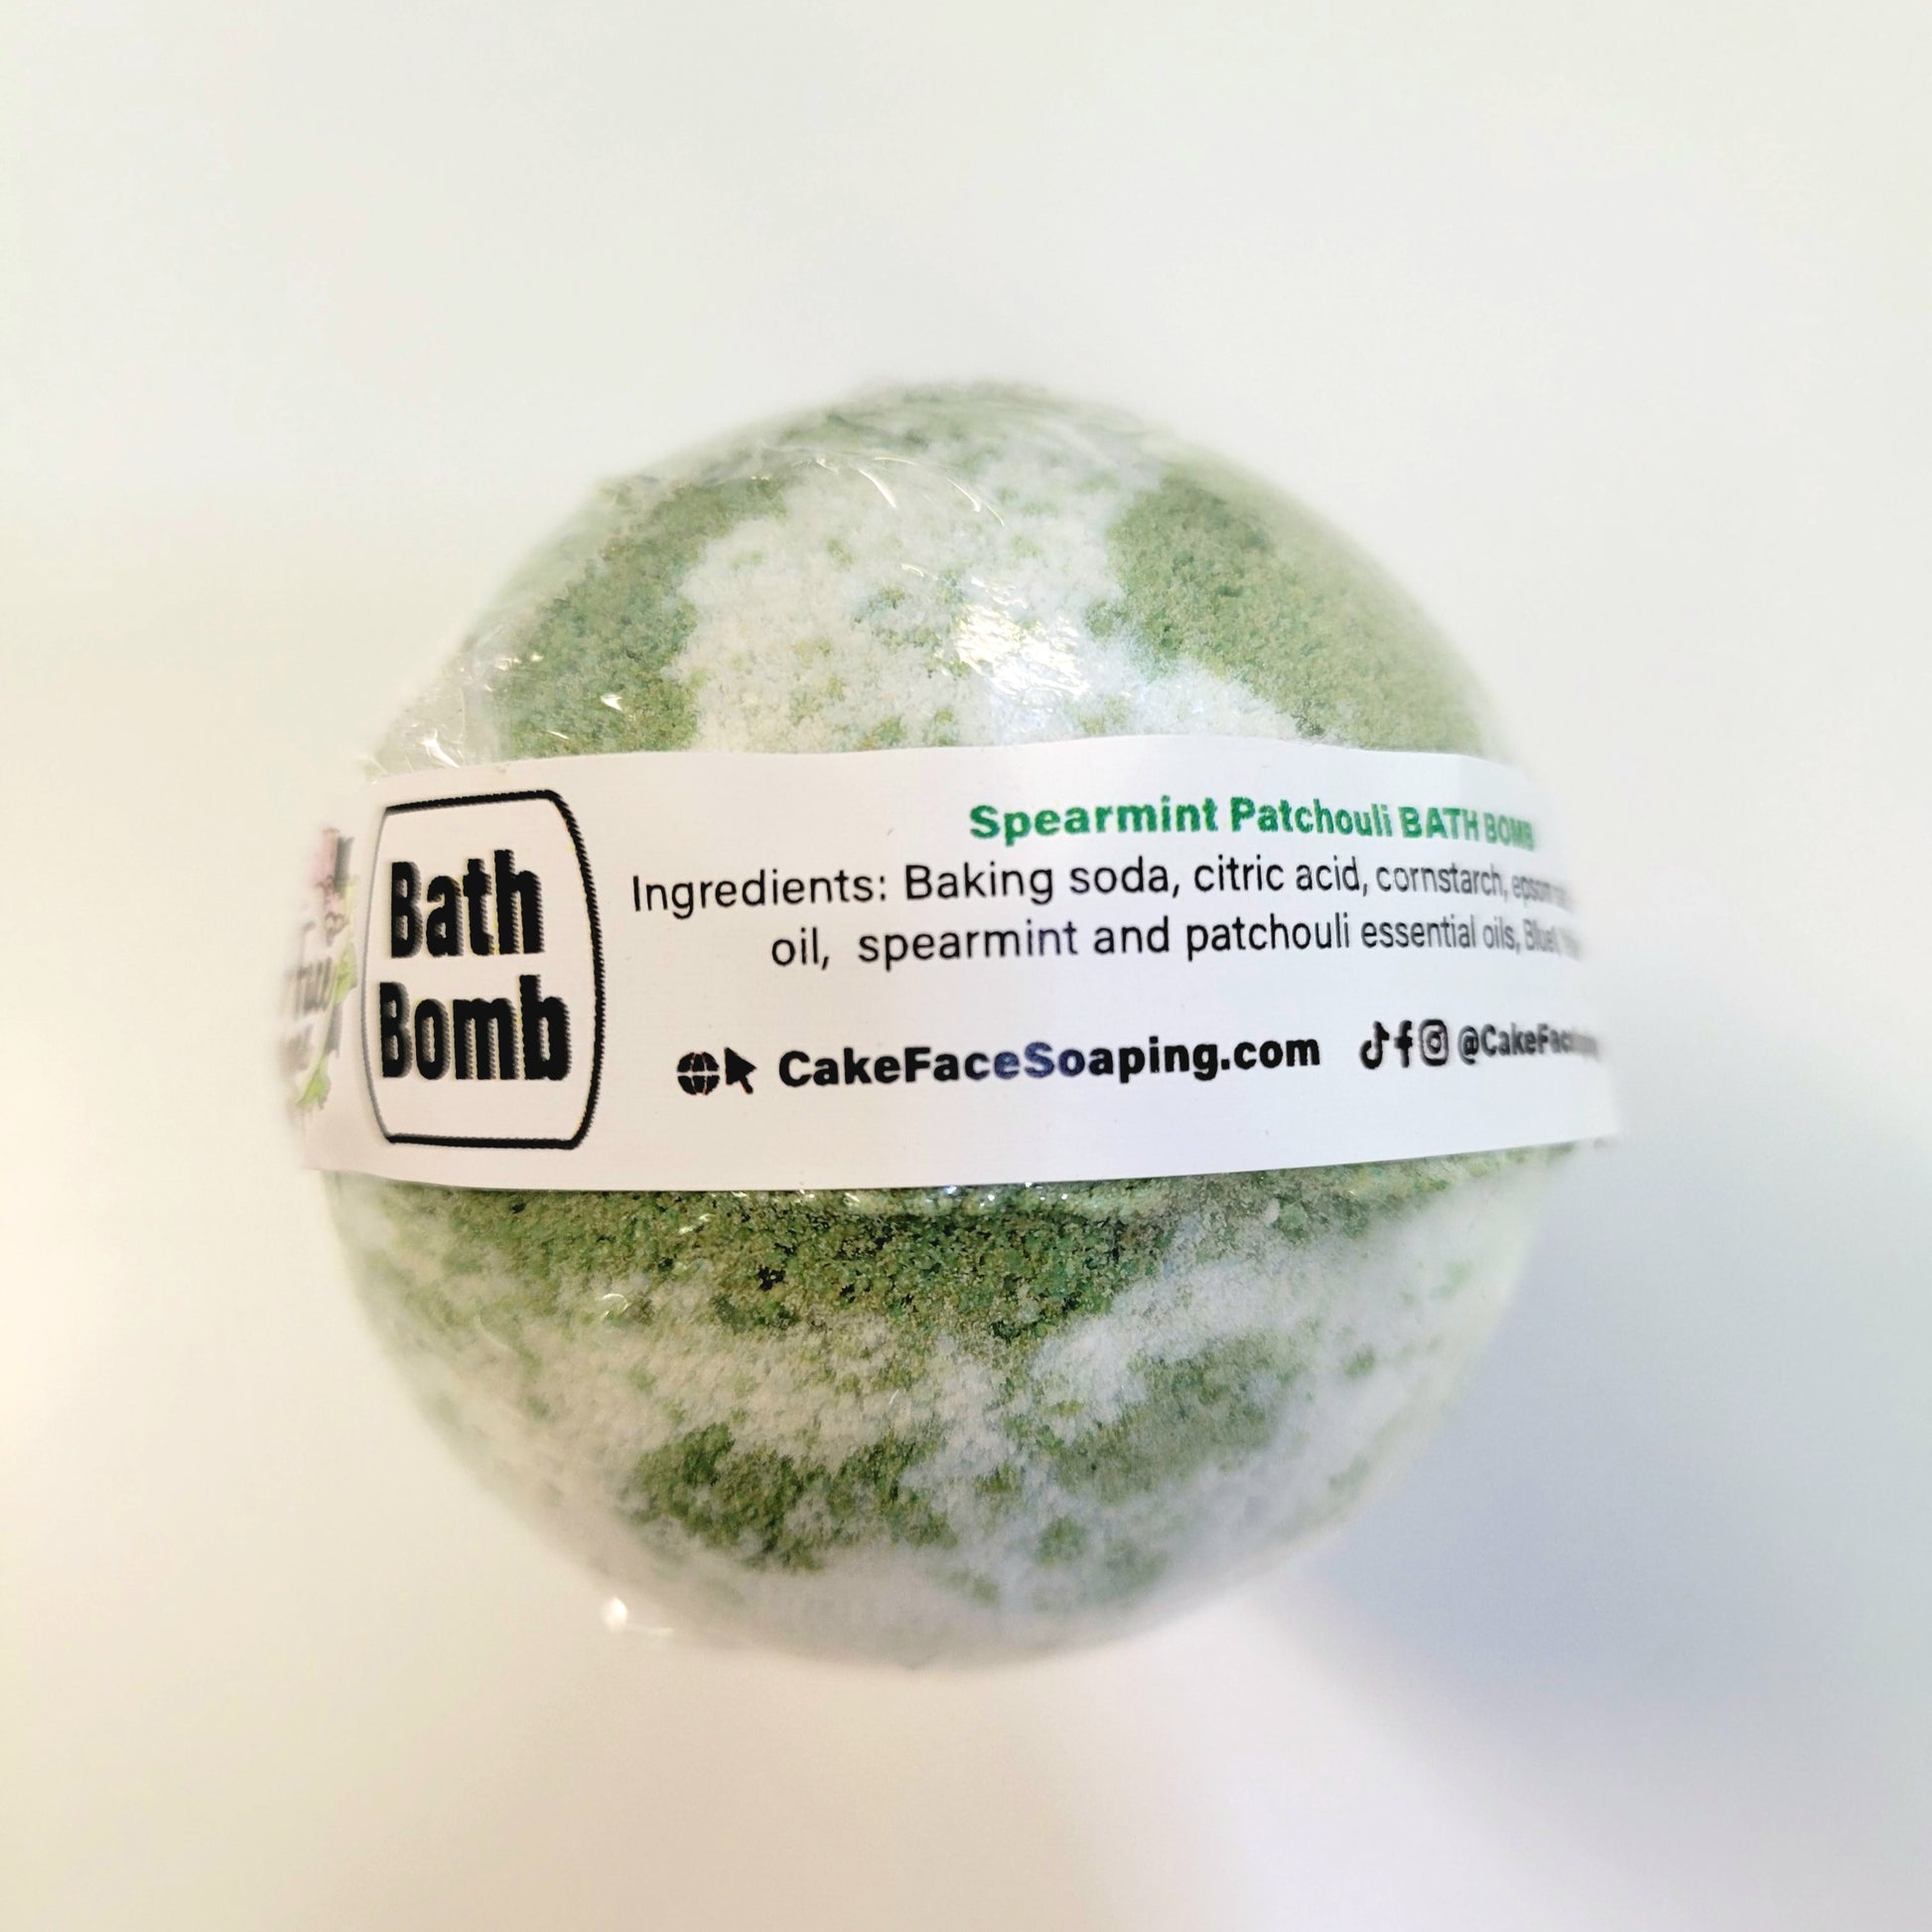 Bath
Bomb
Spearmint Patchouli BATH BOMB
Ingredients: Baking soda, citric acid, cornstarch, epsom
oil, spearmint and patchouli essential oils,
CakeFaceSoaping.com